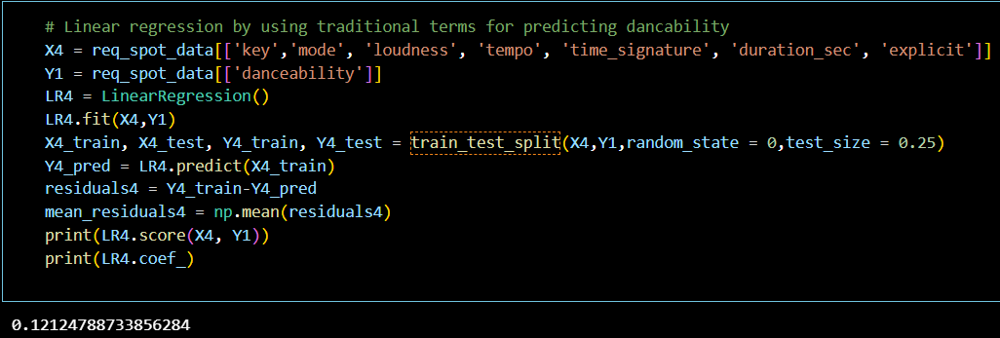 # Linear regression by using traditional terms for predicting dancability
X4 = req_spot_data[['key','mode', 'loudness', 'tempo', 'time_signature', 'duration_sec', 'explicit']]
Y1 = req_spot_data[['danceability']]
LR4 = LinearRegression()
LR4.fit(X4,Y1)
X4_train, X4_test, Y4_train, Y4_test = train_test_split(X4,Y1,random_state = 0,test_size = 0.25)
Y4_pred = LR4.predict(X4_train)
residuals4 = Y4_train-Y4_pred
mean_residuals4 = np.mean(residuals4)
print(LR4.score(X4, Y1))
print(LR4.coef_)
0.12124788733856284